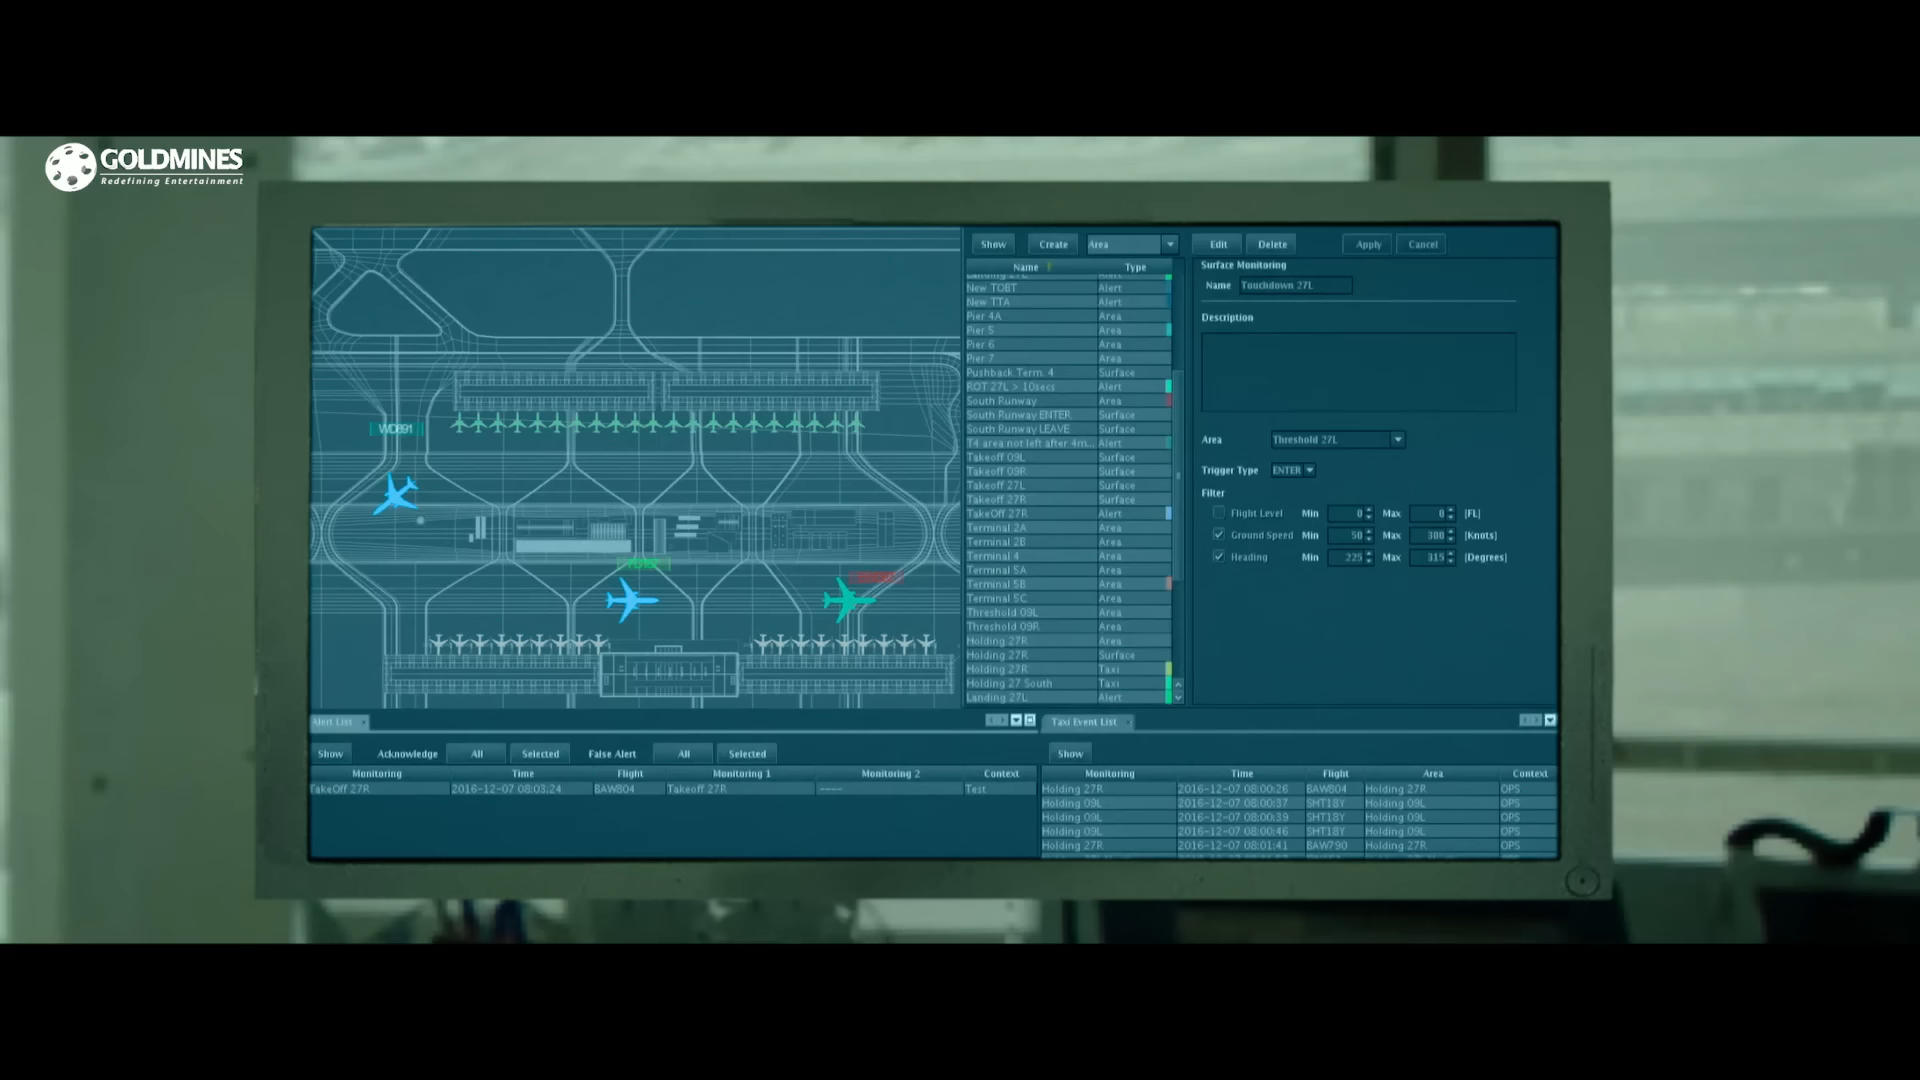 GOLDMINES
Redefining Entertainment
Show Create Area Edit Delete Apply Cancel
Name Type
Landing 27L Alert
New TOBT Alert
New TTA Alert
Pier 4A Area
Pier 5 Area
Pier 6 Area
Pier 7 Area
Pushback Term. 4 Surface
ROT 27L > 10secs Alert
South Runway Area
South Runway ENTER Surface
South Runway LEAVE Surface
T4 area not left after 4m... Alert
Takeoff 09L Surface
Takeoff 09R Surface
Takeoff 27L Surface
Takeoff 27R Surface
TakeOff 27R Alert
Terminal 2A Area
Terminal 2B Area
Terminal 4 Area
Terminal 5A Area
Terminal 5B Area
Terminal 5C Area
Threshold 09L Area
Threshold 09R Area
Holding 27R Area
Holding 27R Surface
Holding 27R Taxi
Holding 27 South Taxi
Landing 27L Alert
Surface Monitoring
Name Touchdown 27L
Description
Area Threshold 27L
Trigger Type ENTER
Filter
Flight Level Min 0 Max 0 [FL]
Ground Speed Min 50 Max 300 [Knots]
Heading Min 225 Max 315 [Degrees]
Alert List
Show Acknowledge All Selected False Alert All Selected
Monitoring Time Flight Monitoring 1 Monitoring 2 Context
TakeOff 27R 2016-12-07 08:03:24 BAW804 Takeoff 27R ---- Test
Taxi Event List
Show
Monitoring Time Flight Area Context
Holding 27R 2016-12-07 08:00:26 BAW804 Holding 27R OPS
Holding 09L 2016-12-07 08:00:37 SHT18Y Holding 09L OPS
Holding 09L 2016-12-07 08:00:39 SHT18Y Holding 09L OPS
Holding 09L 2016-12-07 08:00:46 SHT18Y Holding 09L OPS
Holding 27R 2016-12-07 08:01:41 BAW790 Holding 27R OPS